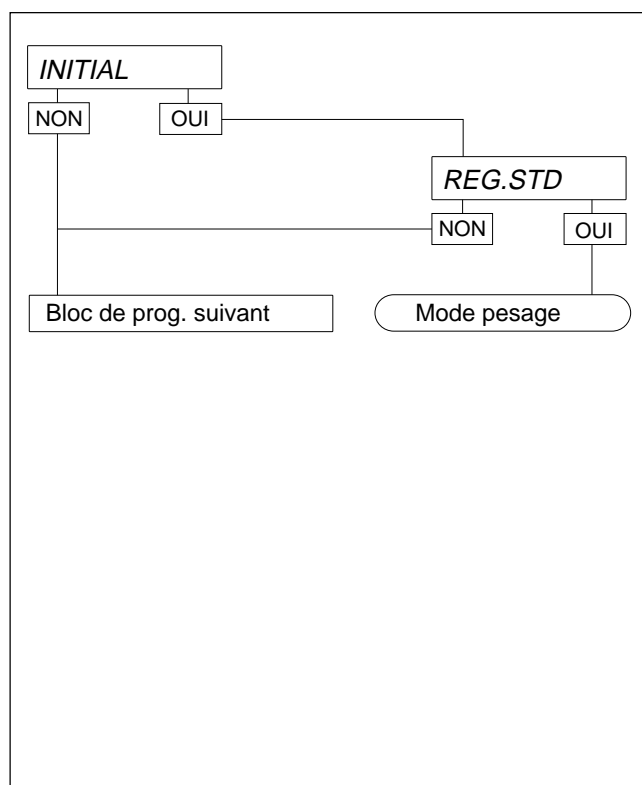 INITIAL
NON OUI
REG.STD
NON OUI
Bloc de prog. suivant
Mode pesage